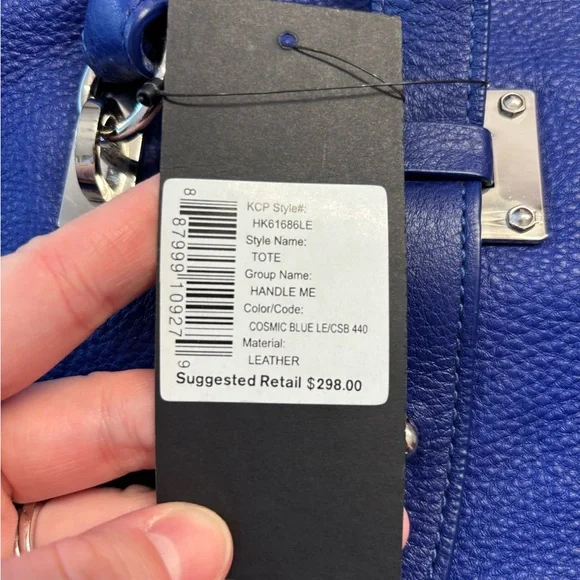 KCP Style#:
HK61686LE
Style Name:
TOTE
Group Name:
HANDLE ME
Color/Code:
COSMIC BLUE LE/CSB 440
Material:
LEATHER
Suggested Retail $298.00
8 87999 10927 9